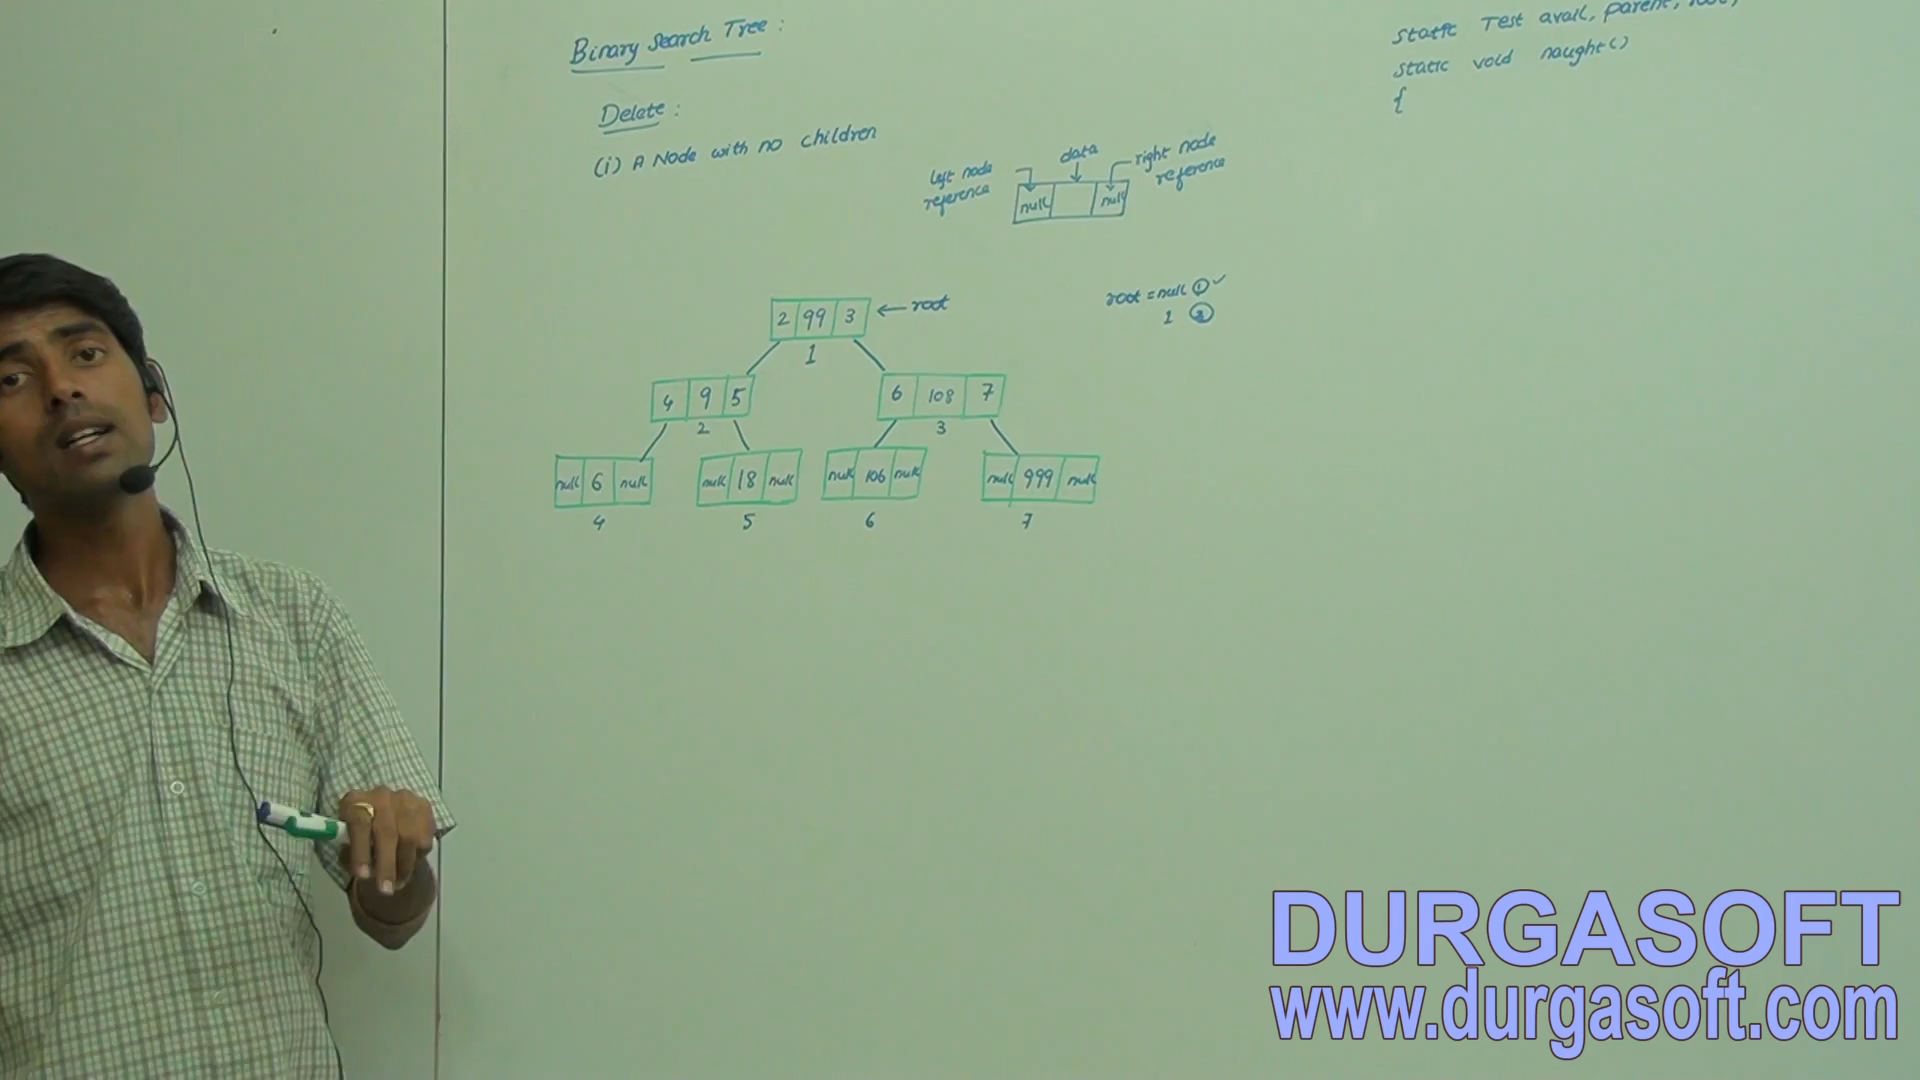 Binary Search Tree :
Delete :
(i) A Node with no children
left node reference
data
right node reference
null null
2 99 3
← root
1
root = null ① ✓
1 ②
4 9 5
2
6 108 7
3
null 6 null
4
null 18 null
5
null 106 null
6
null 999 null
7
static Test avail, parent,
static void naught()
{
DURGASOFT
www.durgasoft.com